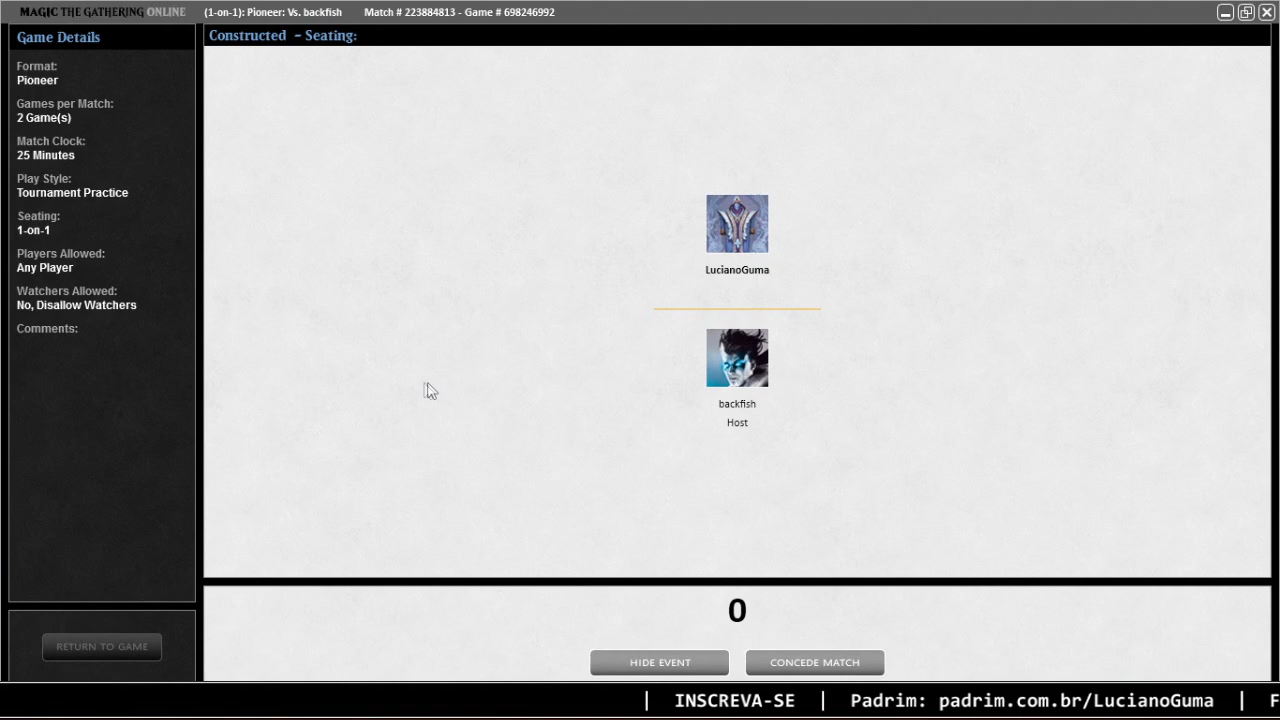 MAGIC THE GATHERING ONLINE (1-on-1): Pioneer: Vs. backfish Match # 223884813 - Game # 698246992
Game Details
Format:
Pioneer
Games per Match:
2 Game(s)
Match Clock:
25 Minutes
Play Style:
Tournament Practice
Seating:
1-on-1
Players Allowed:
Any Player
Watchers Allowed:
No, Disallow Watchers
Comments:
RETURN TO GAME
Constructed - Seating:
LucianoGuma
backfish
Host
0
HIDE EVENT CONCEDE MATCH
| INSCREVA-SE | Padrim: padrim.com.br/LucianoGuma | F